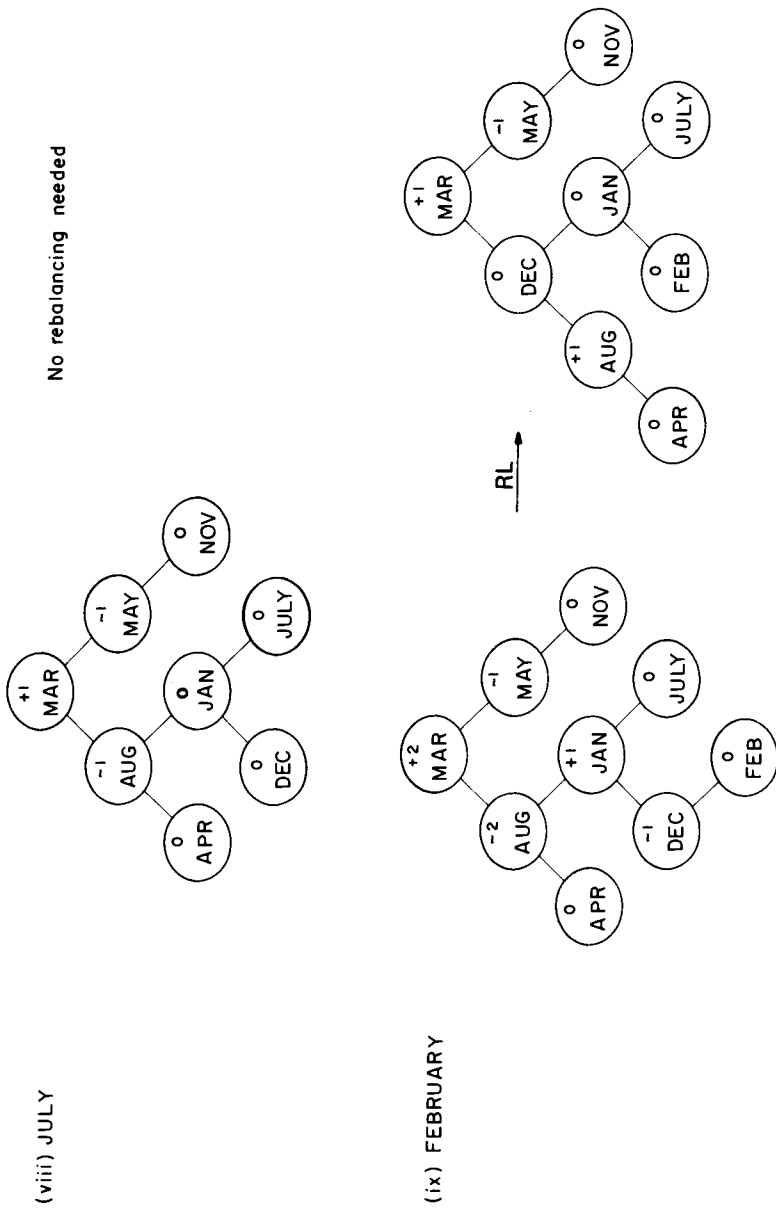 (viii) JULY
No rebalancing needed
+1
MAR
-1
AUG
-1
MAY
0
APR
0
JAN
0
NOV
0
DEC
0
JULY
(ix) FEBRUARY
+2
MAR
-2
AUG
-1
MAY
0
APR
+1
JAN
0
NOV
-1
DEC
0
JULY
0
FEB
RL
+1
MAR
0
DEC
-1
MAY
+1
AUG
0
JAN
0
NOV
0
APR
0
FEB
0
JULY